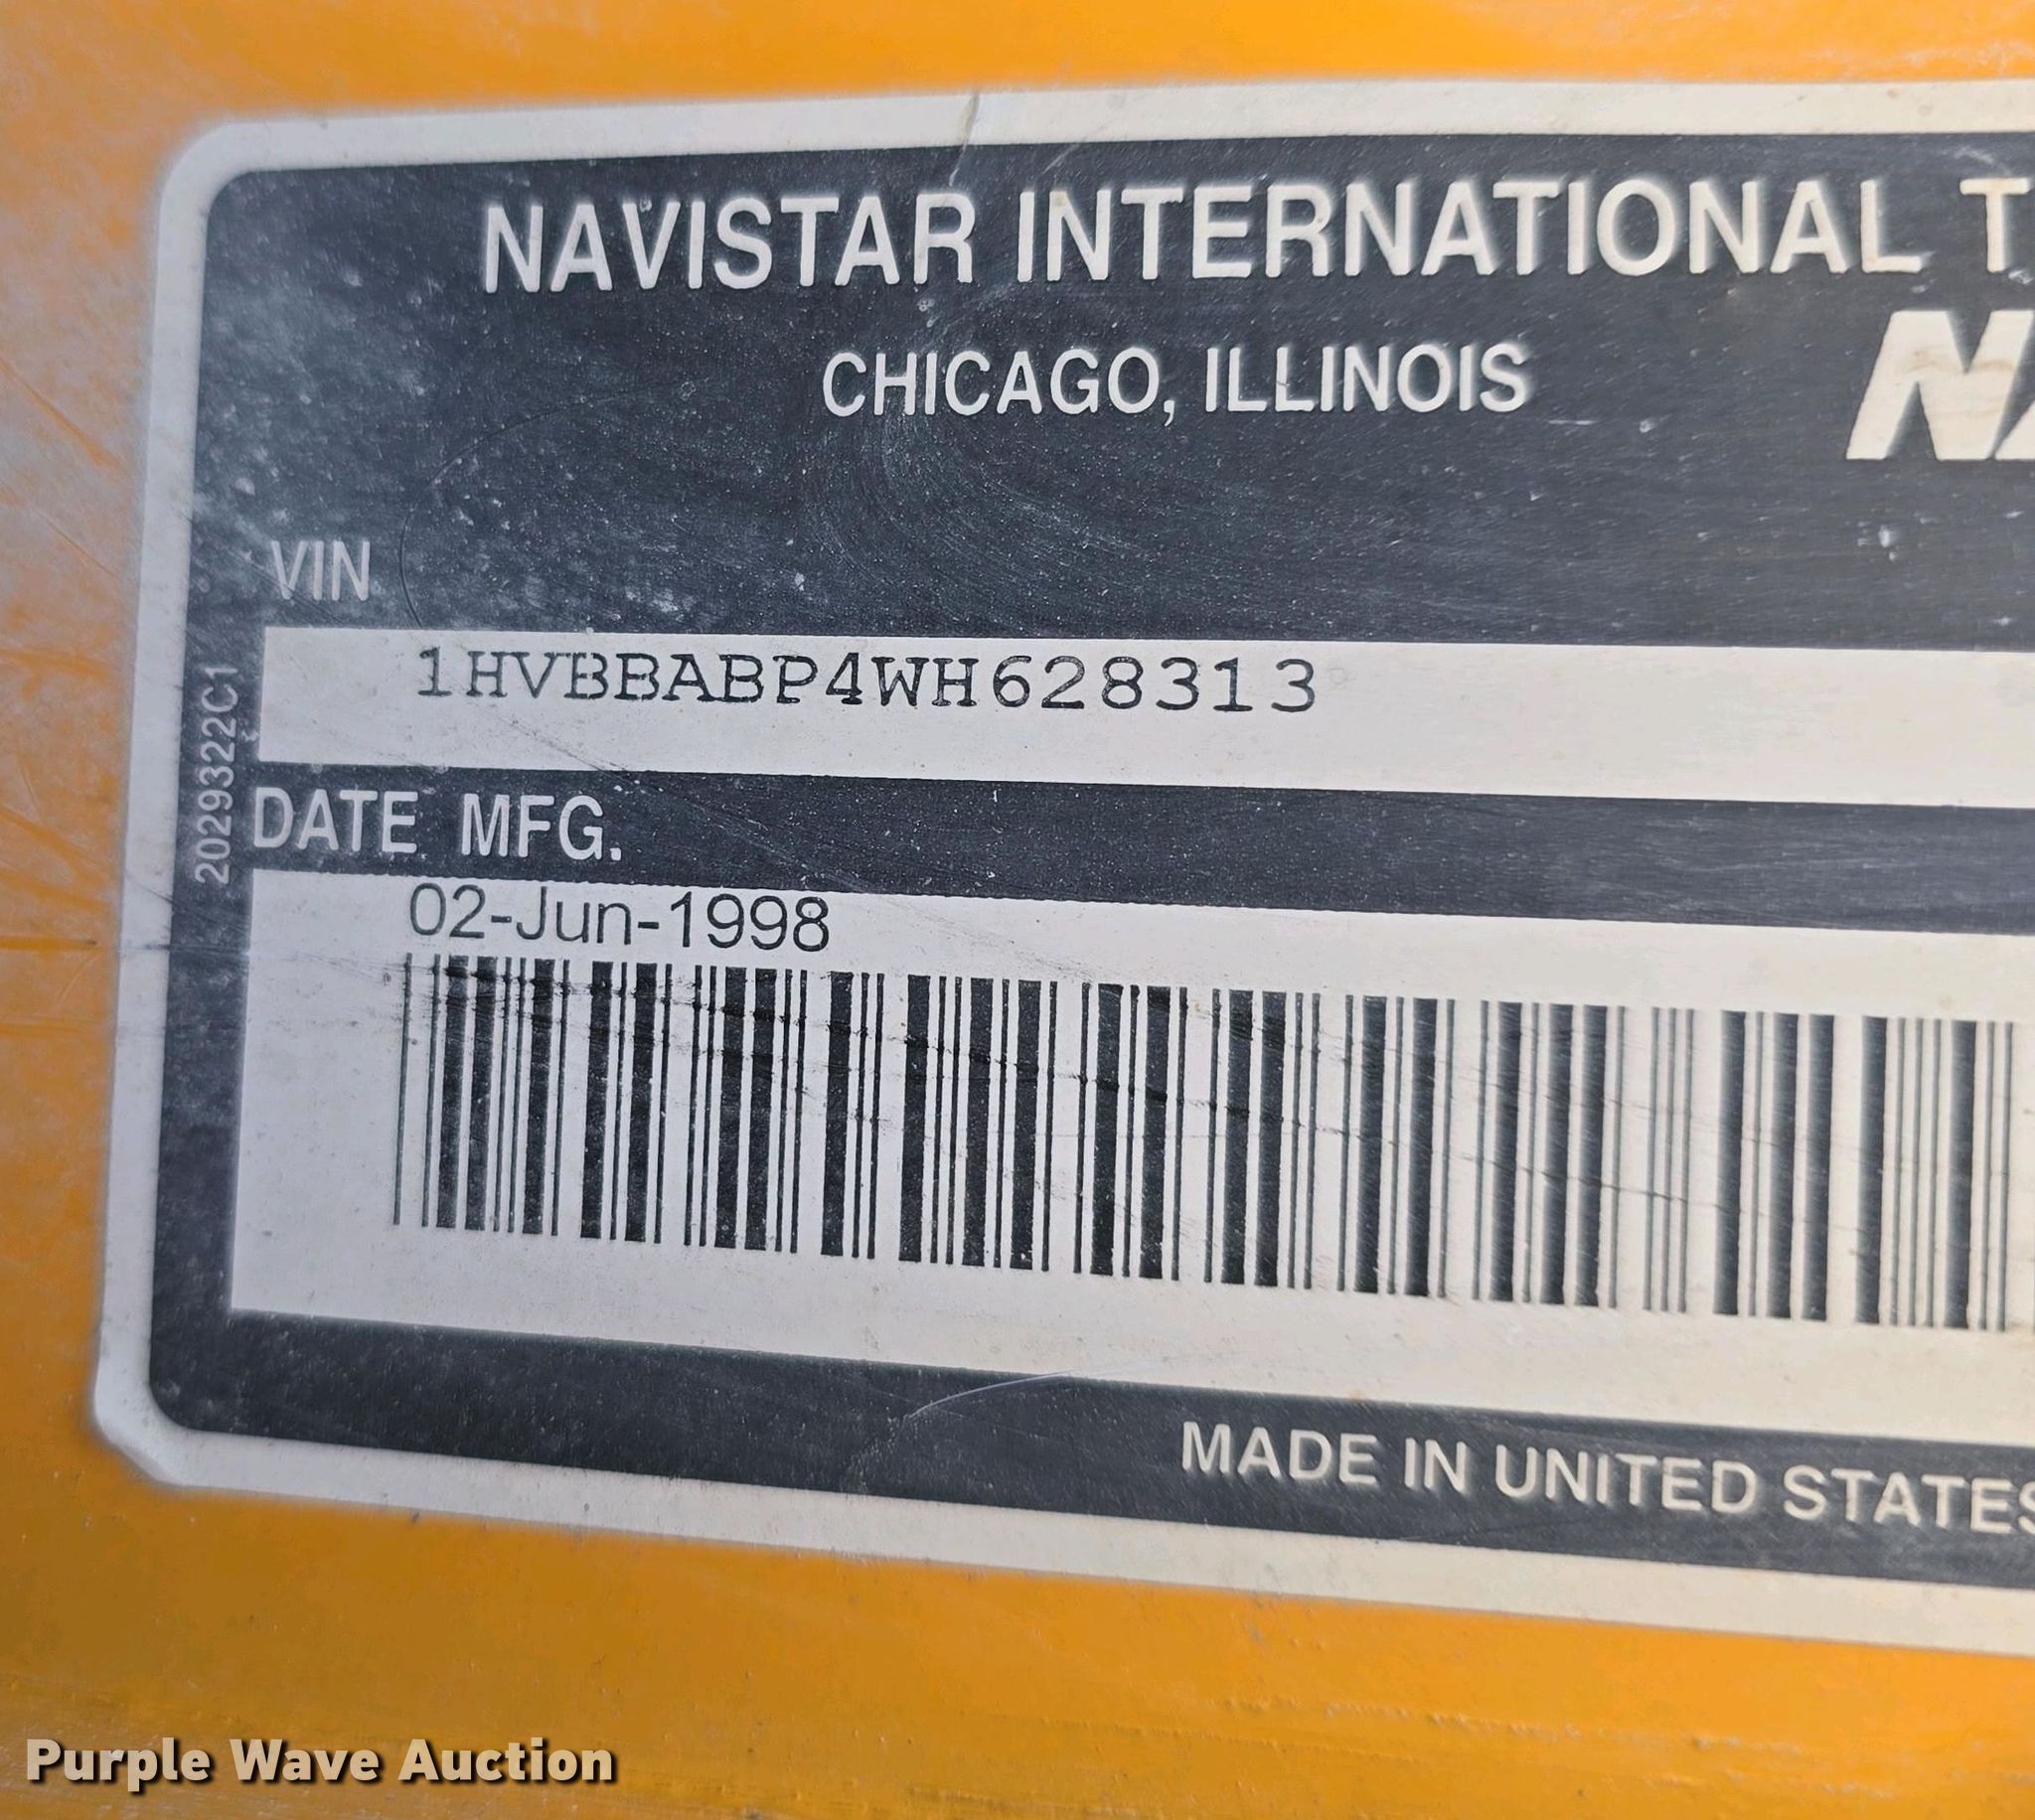 NAVISTAR INTERNATIONAL T
CHICAGO, ILLINOIS
NA
VIN
1HVBBABP4WH628313
2029322C1
DATE MFG.
02-Jun-1998
MADE IN UNITED STATES
Purple Wave Auction